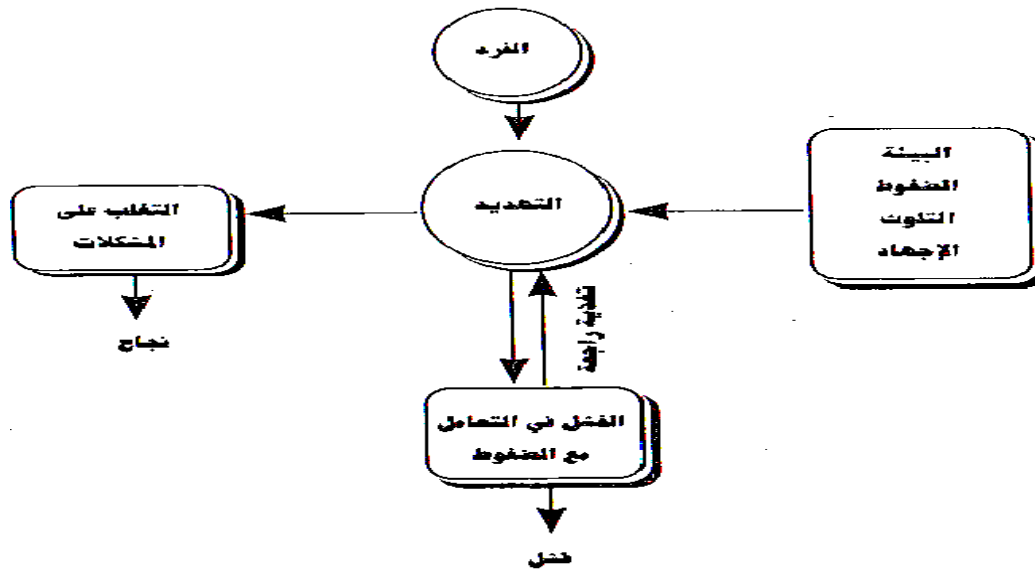 الفرد
البيئة
الضغوط
التلوث
الإجهاد
التهديد
التغلب على
المشكلات
نجاح
تغذية راجعة
الفشل في التعامل
مع الضغوط
فشل